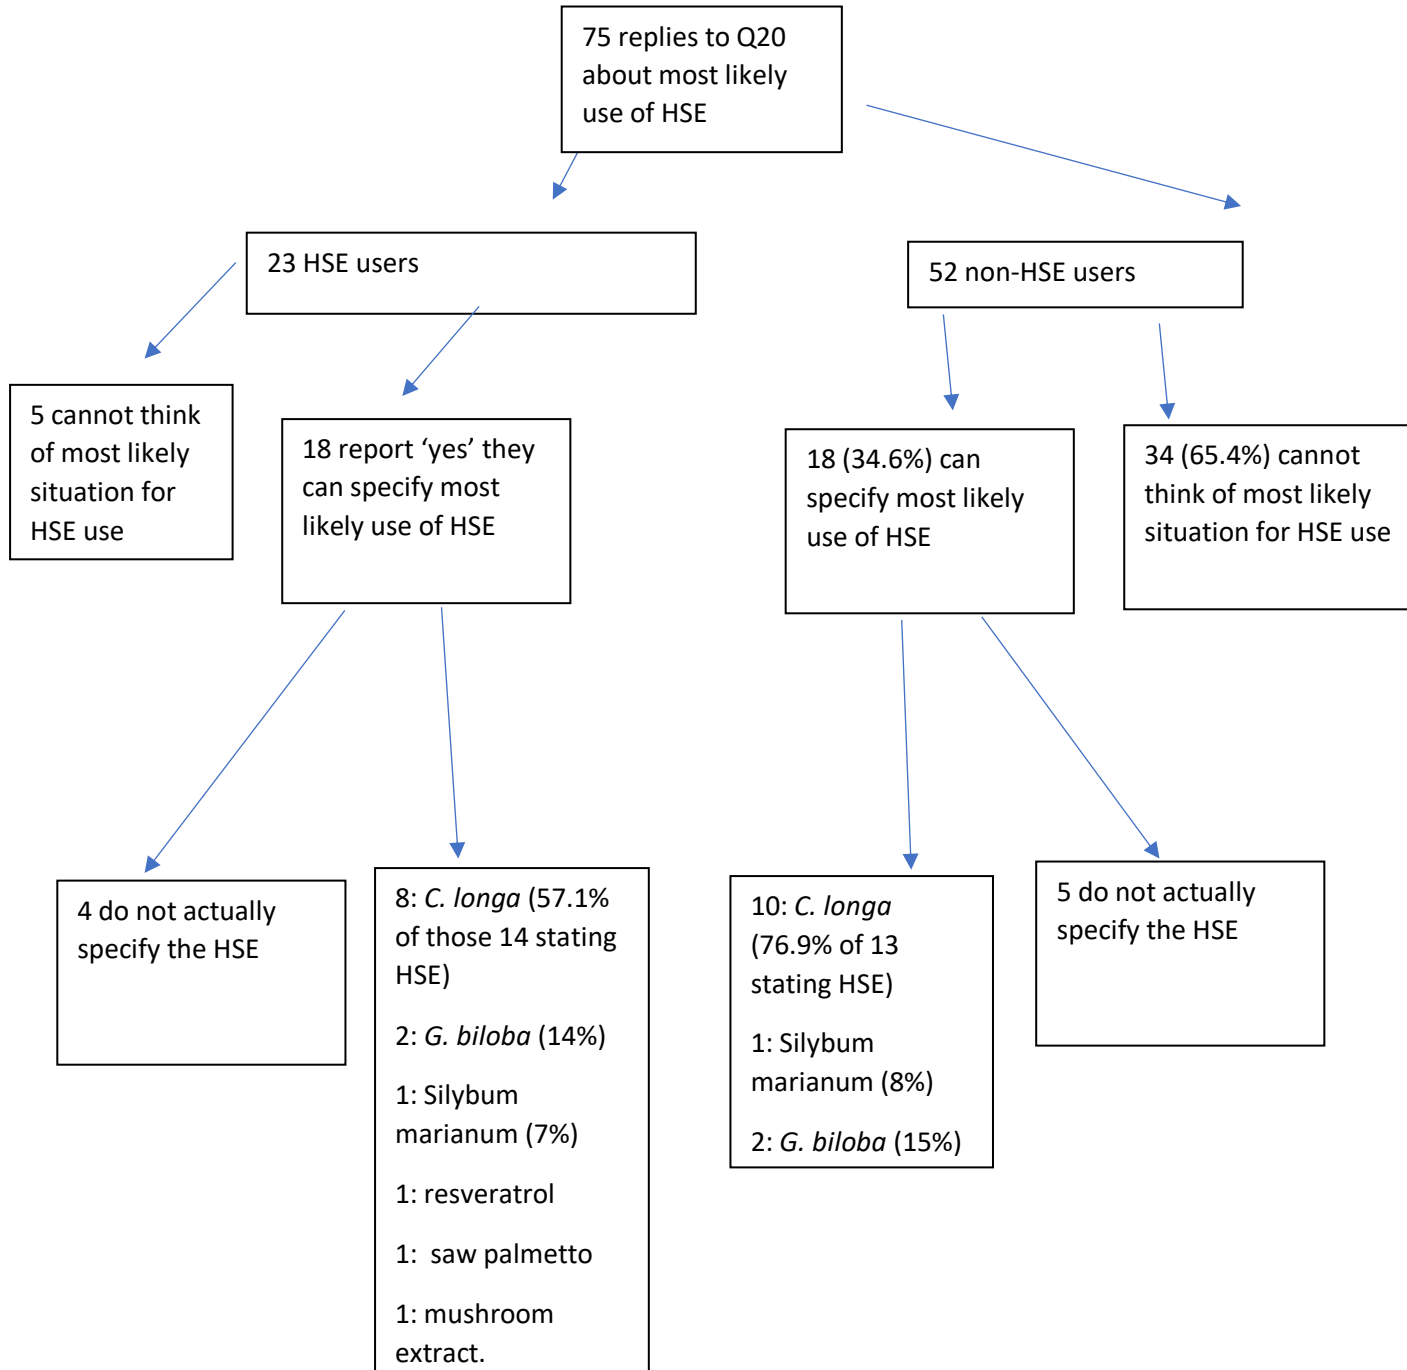 75 replies to Q20
about most likely
use of HSE
23 HSE users
52 non-HSE users
5 cannot think
of most likely
situation for
HSE use
18 report ‘yes’ they
can specify most
likely use of HSE
18 (34.6%) can
specify most likely
use of HSE
34 (65.4%) cannot
think of most likely
situation for HSE use
4 do not actually
specify the HSE
8: C. longa (57.1%
of those 14 stating
HSE)
2: G. biloba (14%)
1: Silybum
marianum (7%)
1: resveratrol
1:  saw palmetto
1: mushroom
extract.
10: C. longa
(76.9% of 13
stating HSE)
1: Silybum
marianum (8%)
2: G. biloba (15%)
5 do not actually
specify the HSE